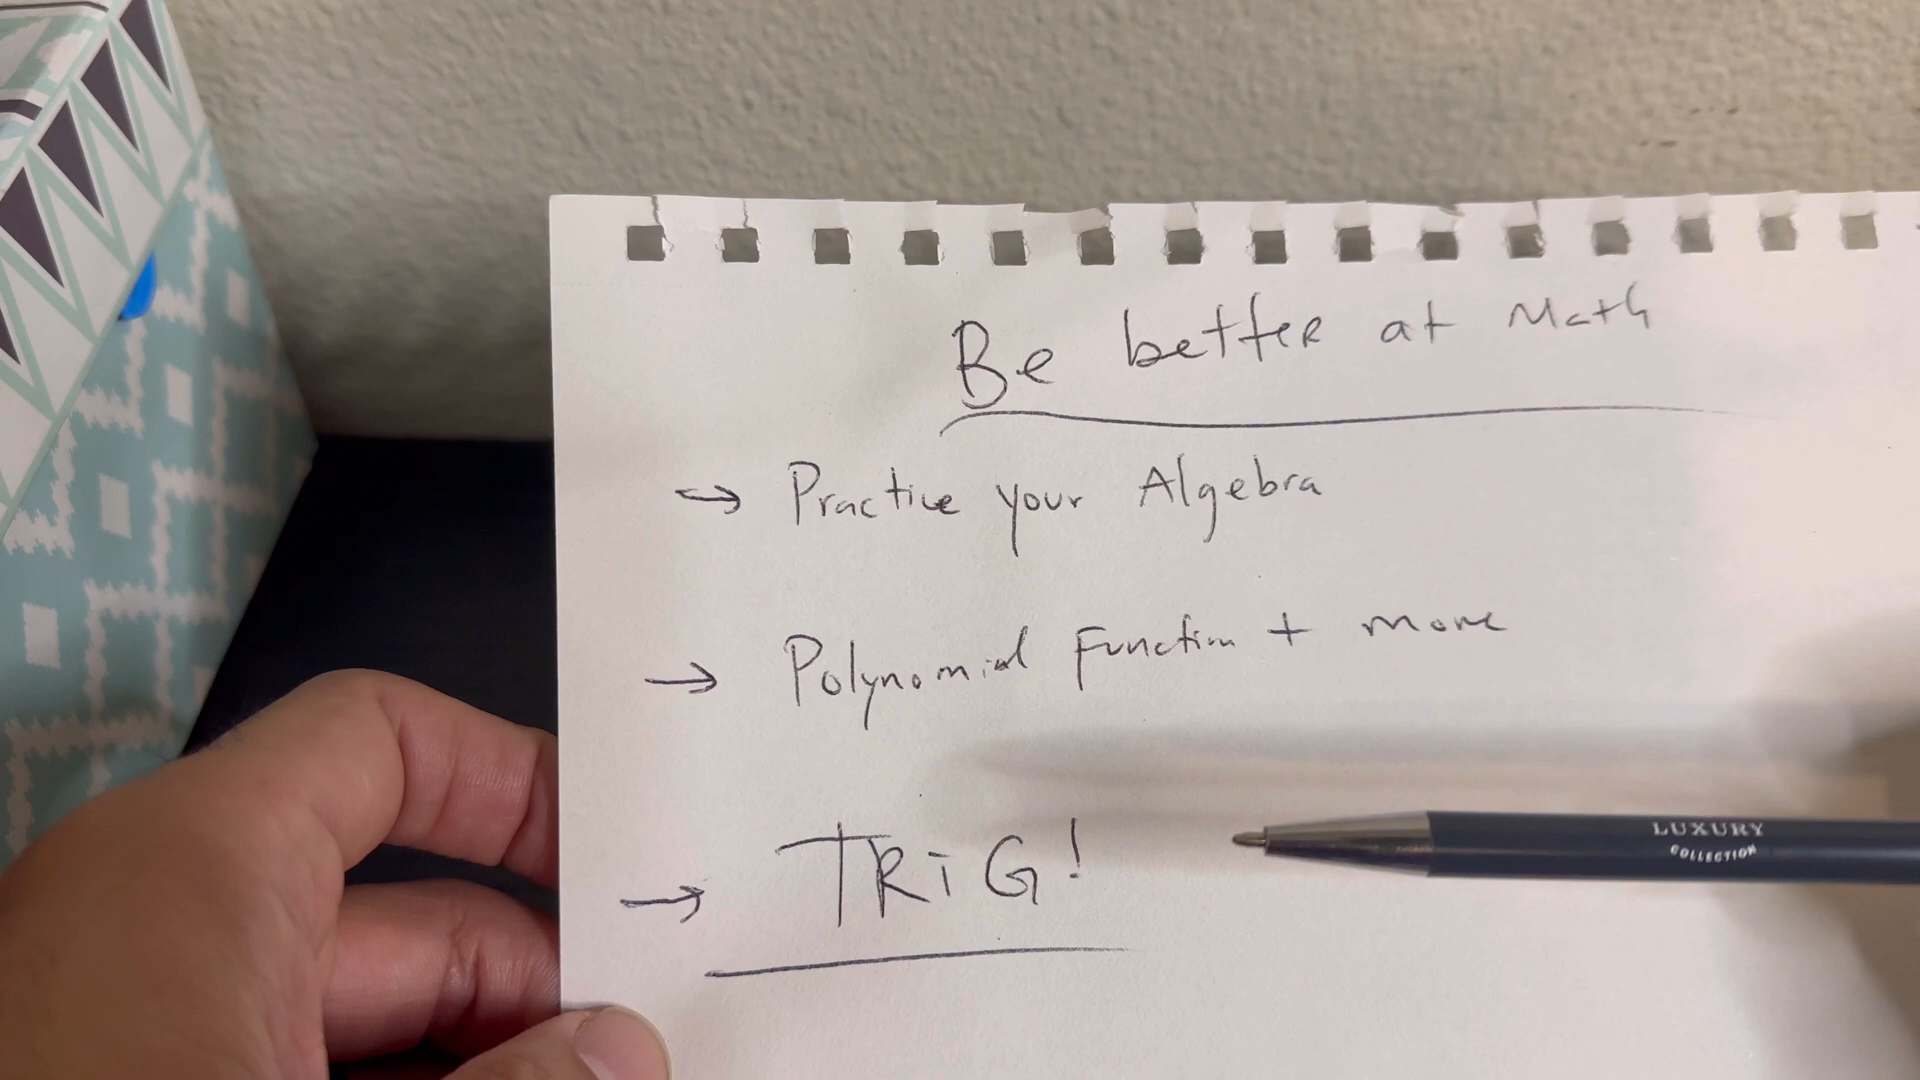 Be better at Math
→ Practice your Algebra
→ Polynomial Function + more
→ TRiG!
LUXURY
COLLECTION